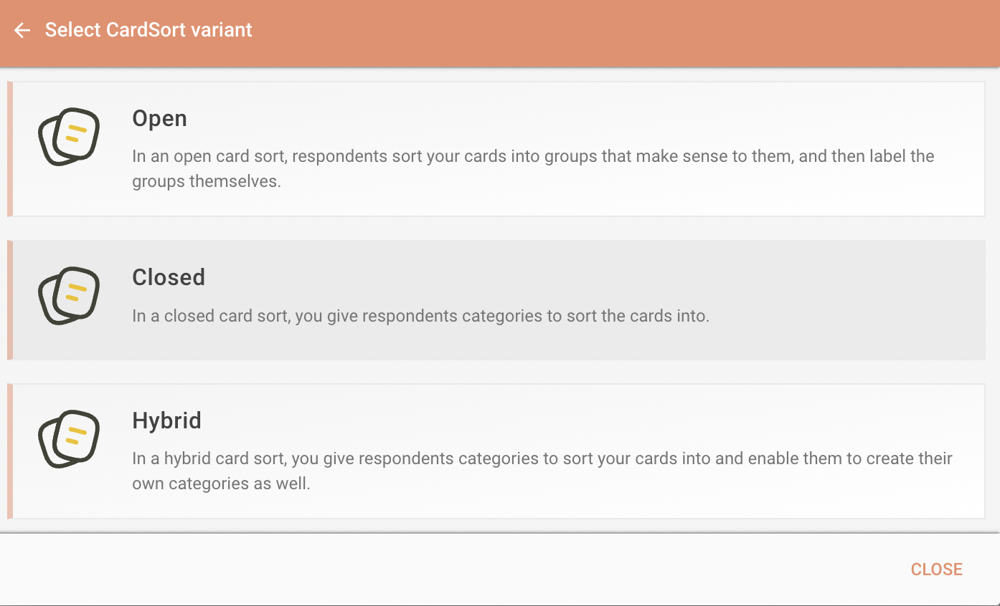 Select CardSort variant
Open
In an open card sort, respondents sort your cards into groups that make sense to them, and then label the
groups themselves.
Closed
In a closed card sort, you give respondents categories to sort the cards into.
Hybrid
In a hybrid card sort, you give respondents categories to sort your cards into and enable them to create their
own categories as well.
CLOSE